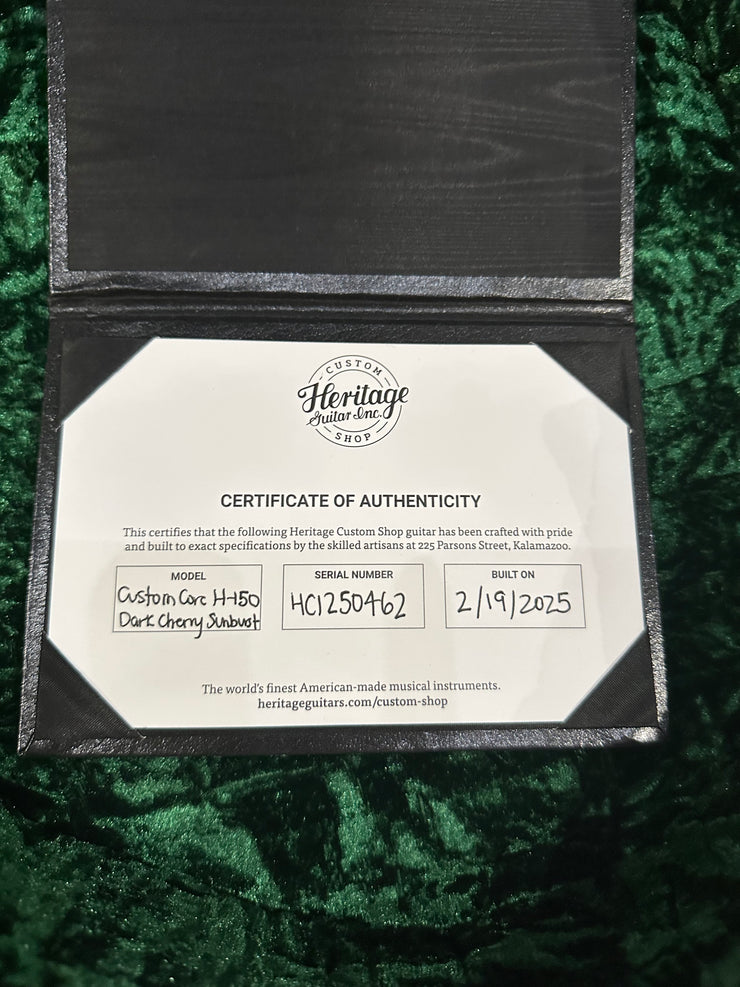 CUSTOM
Heritage
Guitar Inc.
SHOP
CERTIFICATE OF AUTHENTICITY
This certifies that the following Heritage Custom Shop guitar has been crafted with pride
and built to exact specifications by the skilled artisans at 225 Parsons Street, Kalamazoo.
MODEL
Custom Core H-150
Dark Cherry Sunburst
SERIAL NUMBER
HC1250462
BUILT ON
2/19/2025
The world's finest American-made musical instruments.
heritageguitars.com/custom-shop